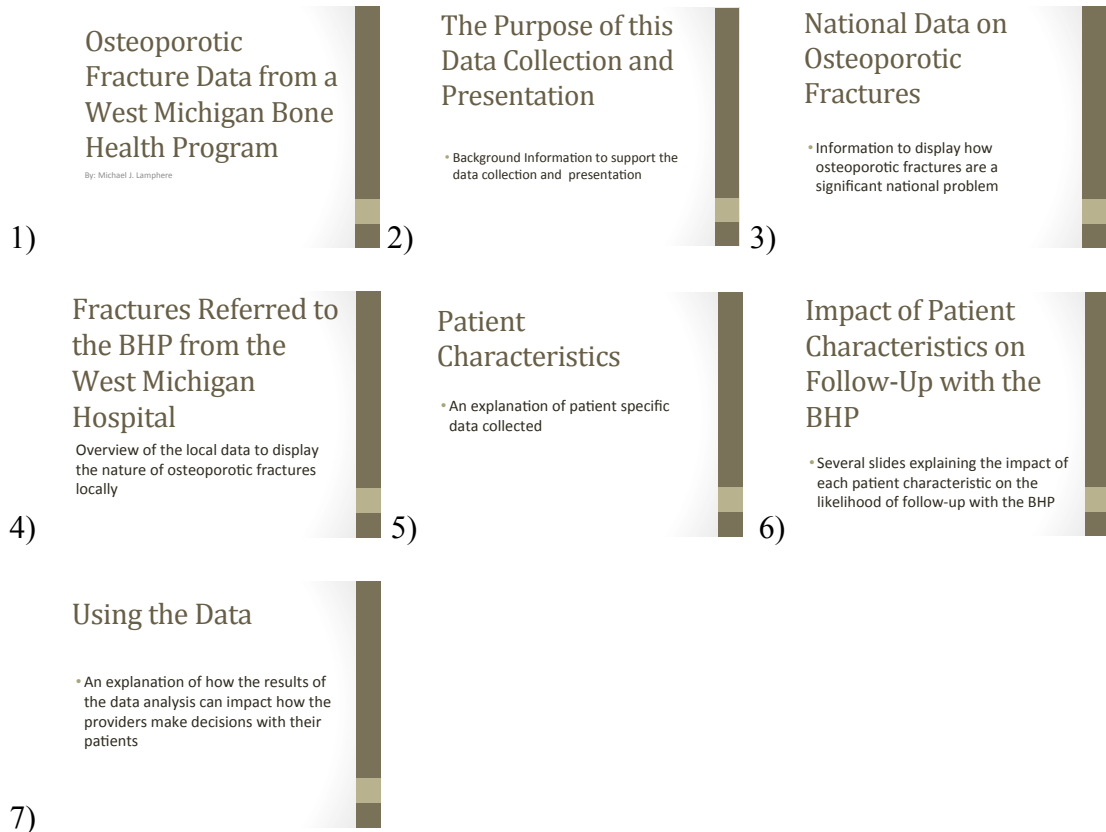 Osteoporotic
Fracture Data from a
West Michigan Bone
Health Program
By: Michael J. Lamphere
1)
The Purpose of this
Data Collection and
Presentation
• Background Information to support the
data collection and  presentation
2)
National Data on
Osteoporotic
Fractures
• Information to display how
osteoporotic fractures are a
significant national problem
3)
Fractures Referred to
the BHP from the
West Michigan
Hospital
Overview of the local data to display
the nature of osteoporotic fractures
locally
4)
Patient
Characteristics
• An explanation of patient specific
data collected
5)
Impact of Patient
Characteristics on
Follow-Up with the
BHP
• Several slides explaining the impact of
each patient characteristic on the
likelihood of follow-up with the BHP
6)
Using the Data
• An explanation of how the results of
the data analysis can impact how the
providers make decisions with their
patients
7)